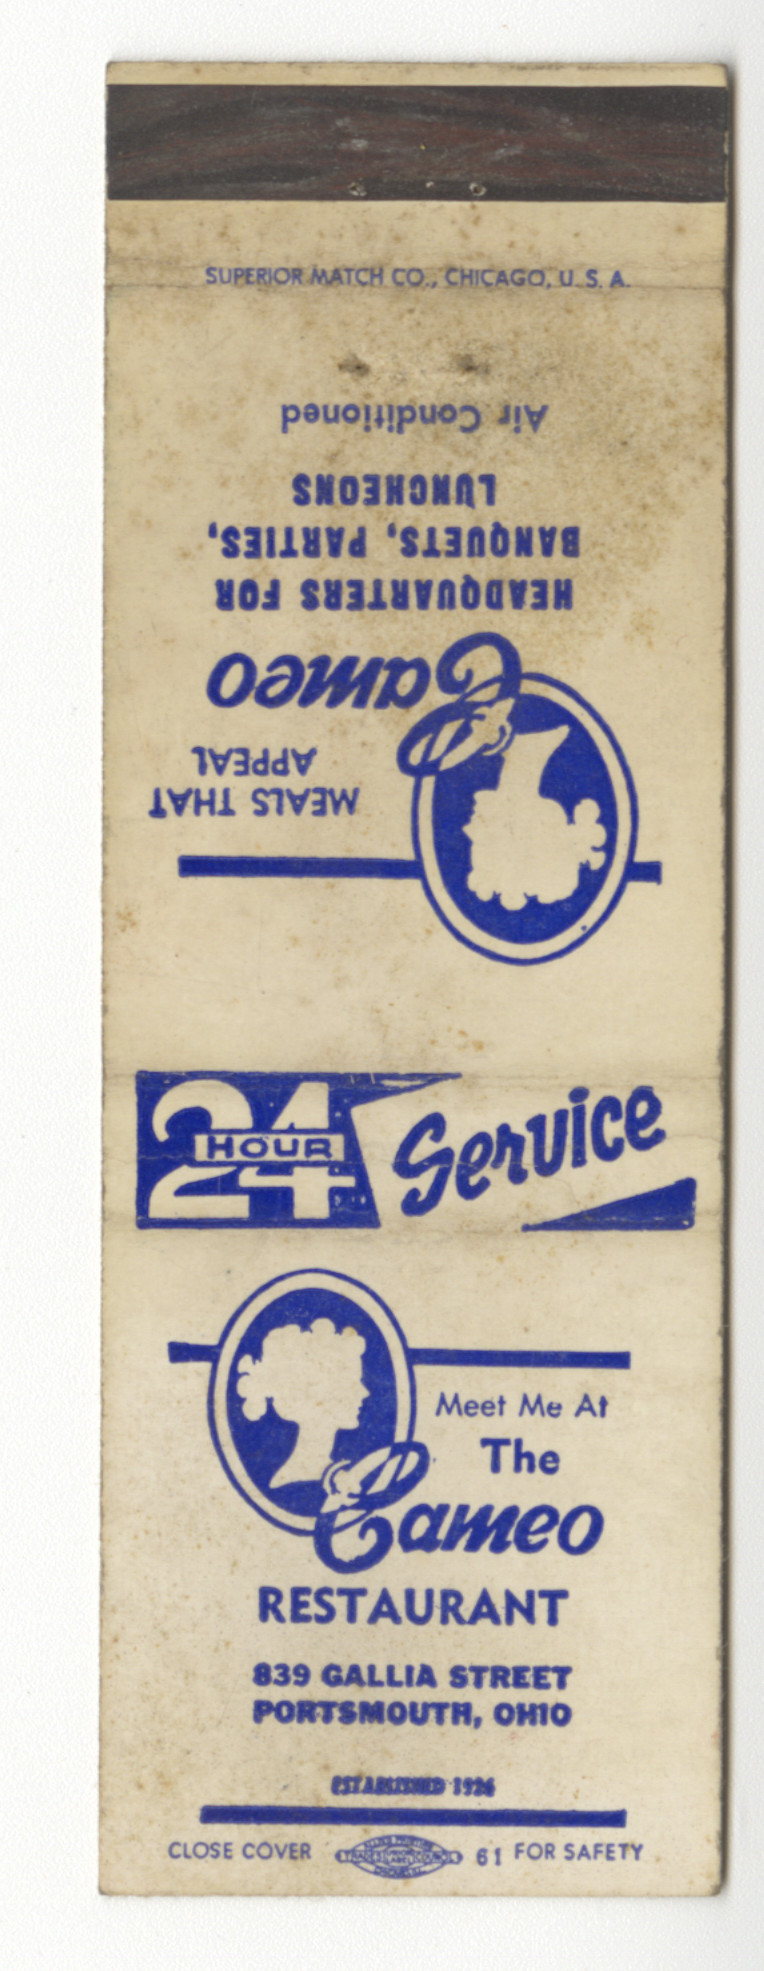 SUPERIOR MATCH CO., CHICAGO, U. S. A.
MEALS THAT
APPEAL
Cameo
HEADQUARTERS FOR
BANQUETS, PARTIES,
LUNCHEONS
Air Conditioned
24
HOUR
Service
Meet Me At
The
Cameo
RESTAURANT
839 GALLIA STREET
PORTSMOUTH, OHIO
ESTABLISHED 1926
CLOSE COVER 61 FOR SAFETY